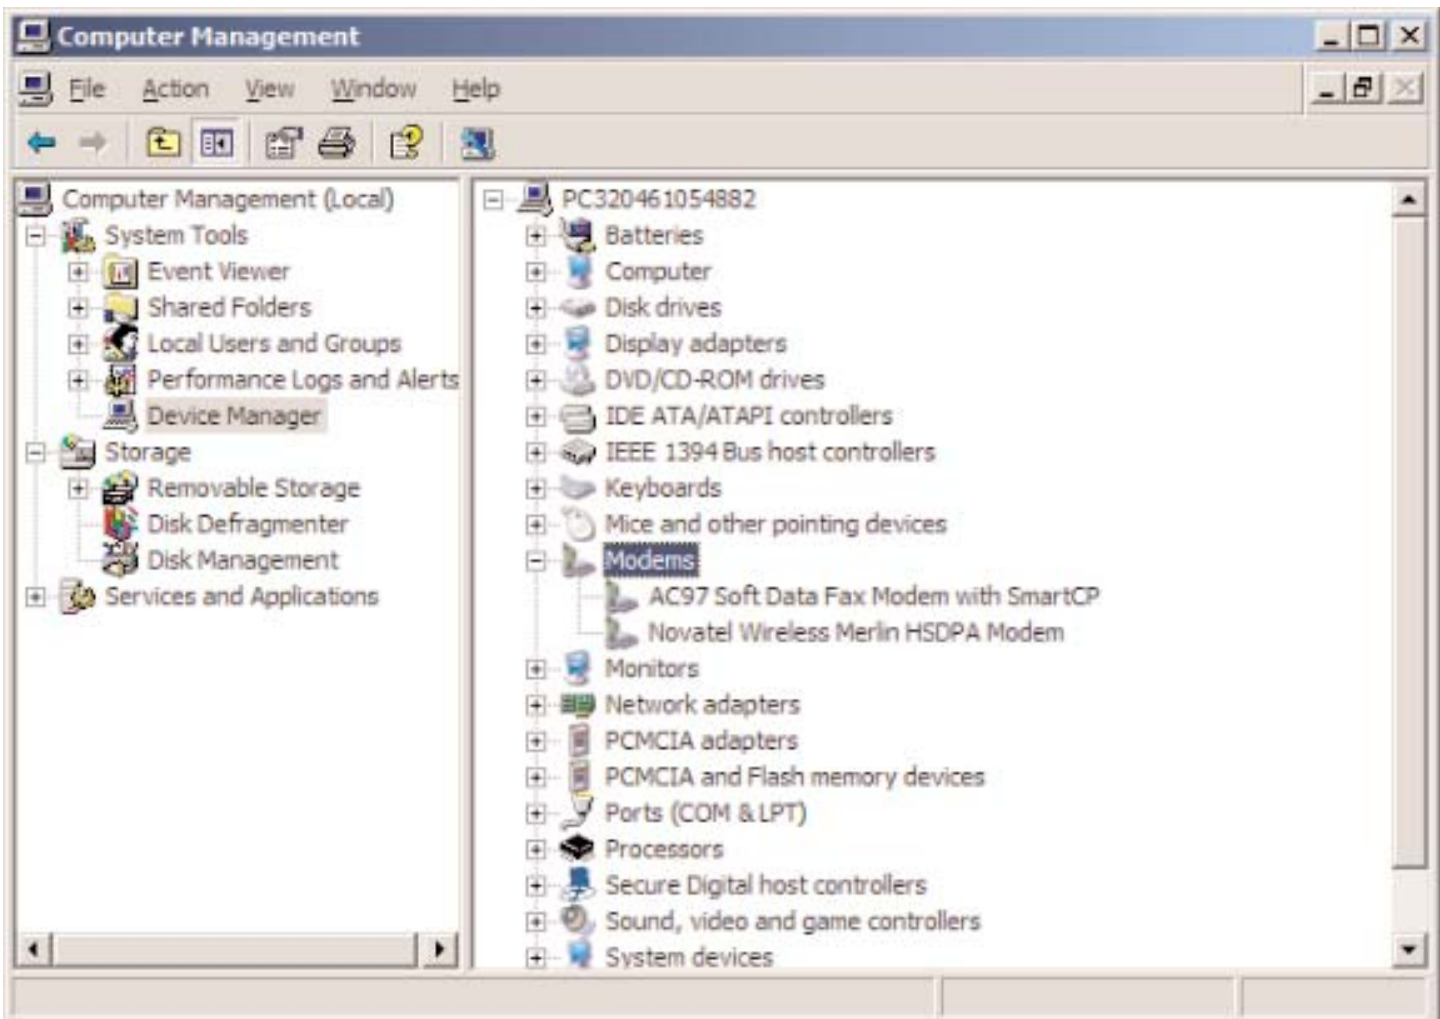 Computer Management
File Action View Window Help
Computer Management (Local)
System Tools
Event Viewer
Shared Folders
Local Users and Groups
Performance Logs and Alerts
Device Manager
Storage
Removable Storage
Disk Defragmenter
Disk Management
Services and Applications
PC320461054882
Batteries
Computer
Disk drives
Display adapters
DVD/CD-ROM drives
IDE ATA/ATAPI controllers
IEEE 1394 Bus host controllers
Keyboards
Mice and other pointing devices
Modems
AC97 Soft Data Fax Modem with SmartCP
Novatel Wireless Merlin HSDPA Modem
Monitors
Network adapters
PCMCIA adapters
PCMCIA and Flash memory devices
Ports (COM & LPT)
Processors
Secure Digital host controllers
Sound, video and game controllers
System devices